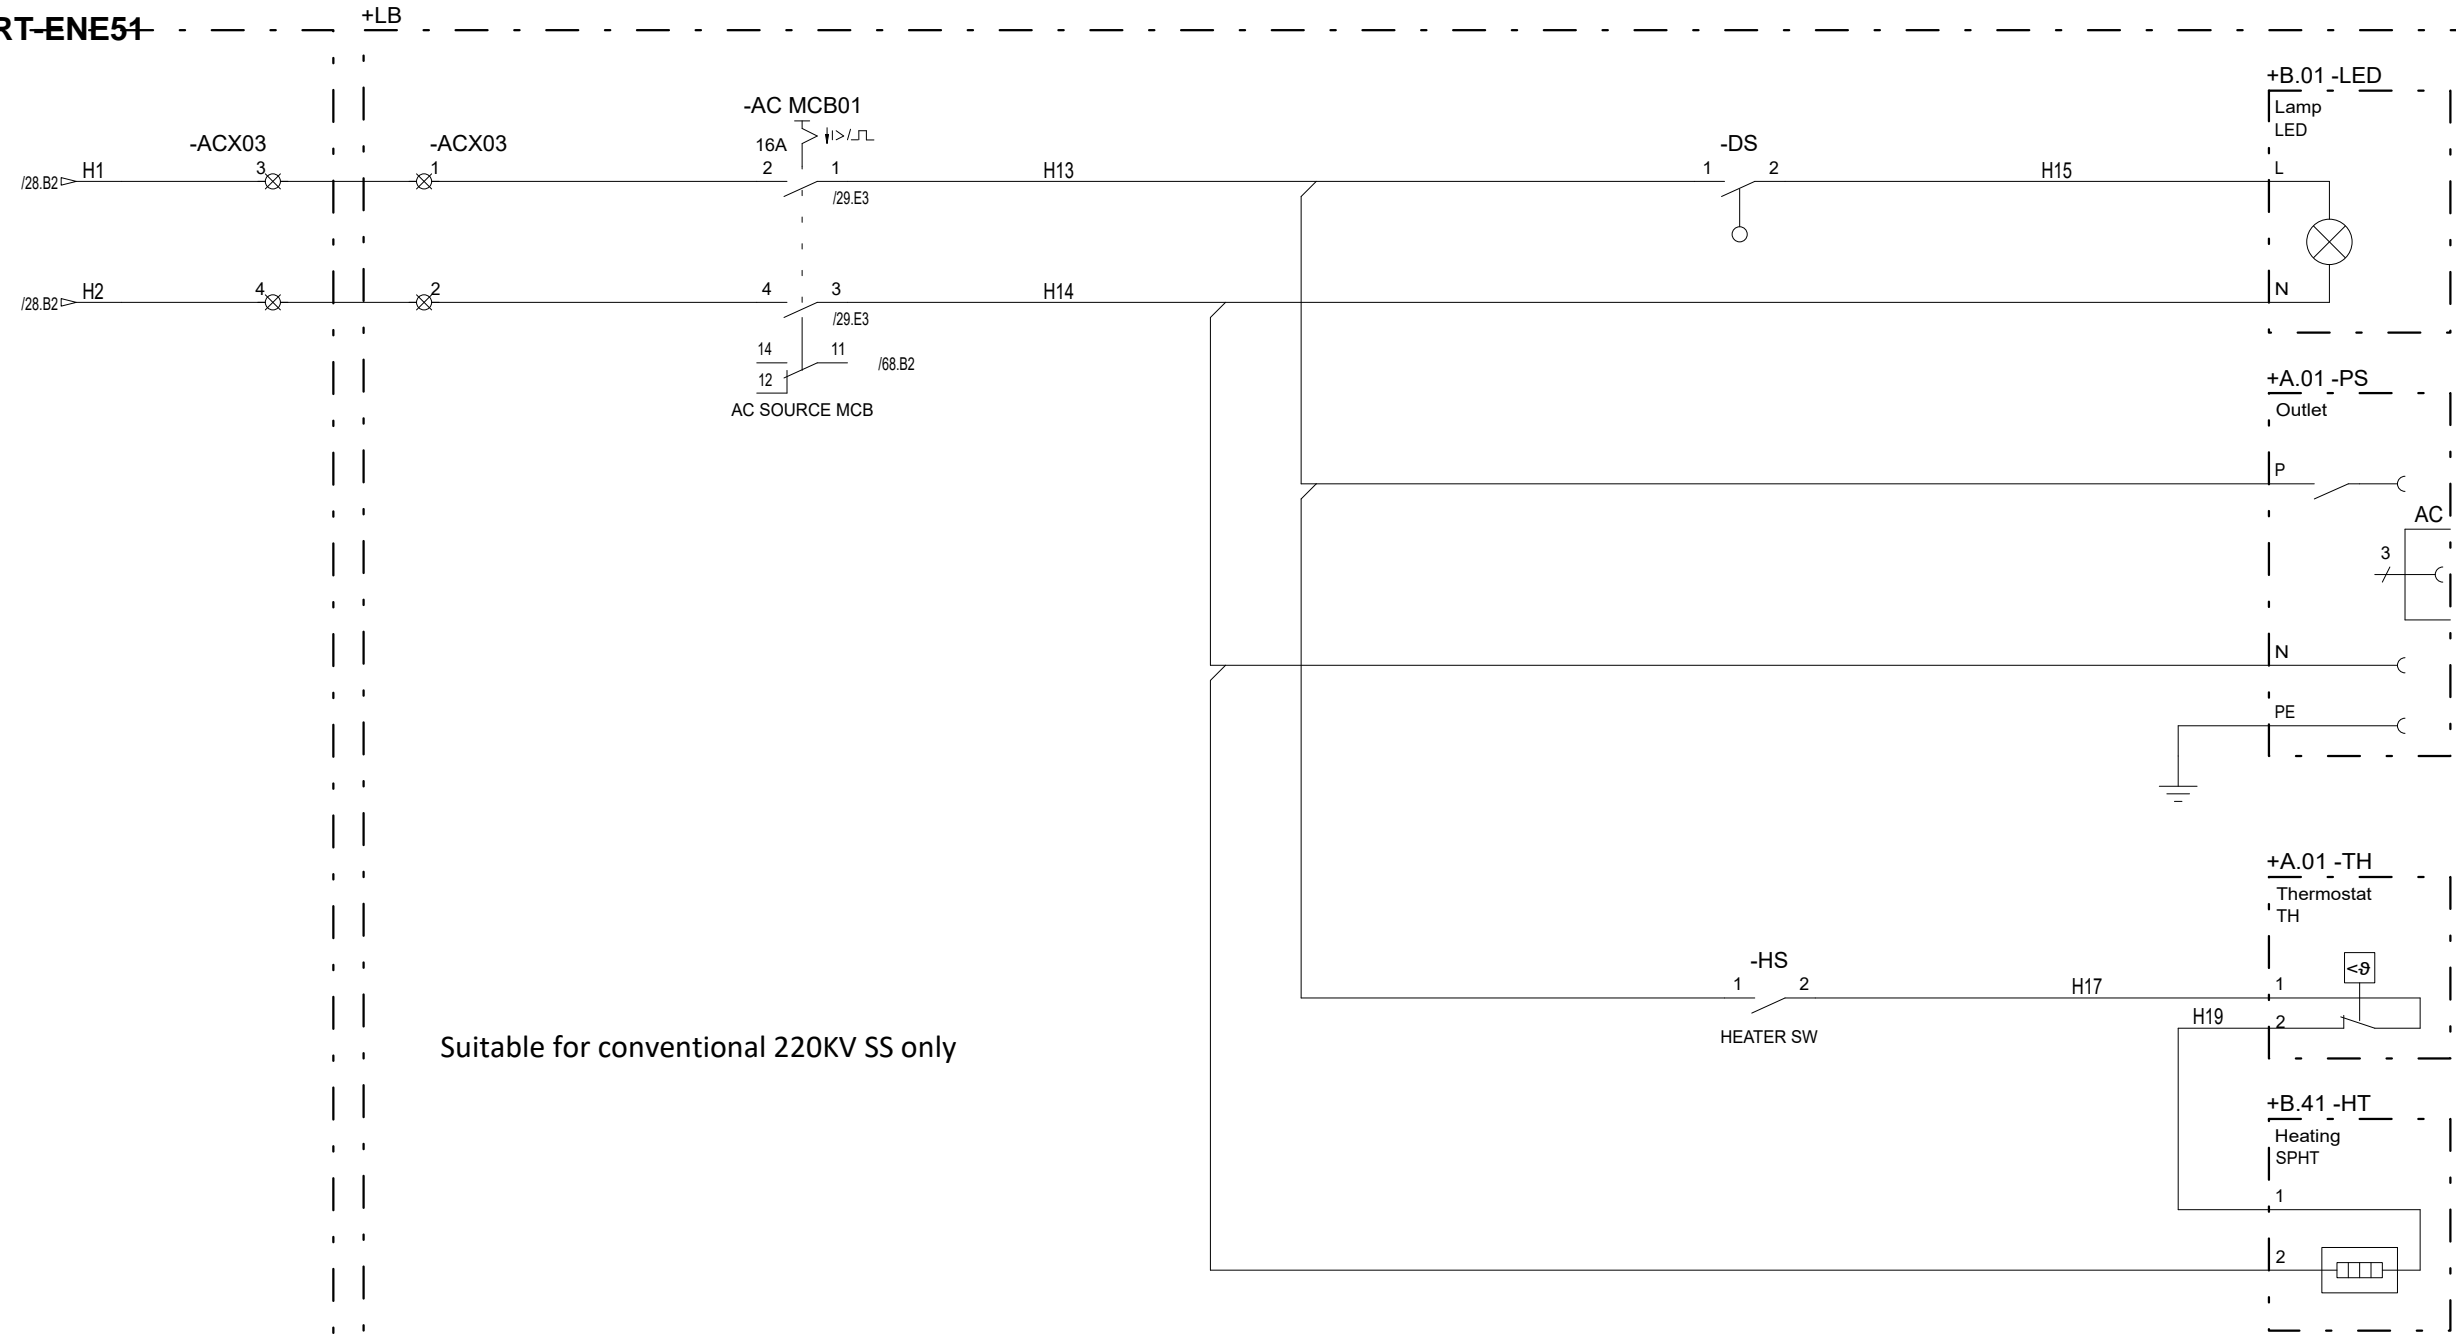 +LB
RT-ENE51
+B.01 -LED
Lamp
LED
-AC MCB01
I>/
-ACX03
-ACX03
16A
-DS
/28.B2
H1
3
1
2
1
H13
1
2
H15
L
/29.E3
/28.B2
H2
4
2
4
3
H14
N
/29.E3
14
11
/68.B2
12
AC SOURCE MCB
+A.01 -PS
Outlet
P
AC
3
N
PE
+A.01 -TH
Thermostat
TH
-HS
<ϑ
1
2
H17
1
H19
2
HEATER SW
Suitable for conventional 220KV SS only
+B.41 -HT
Heating
SPHT
1
2